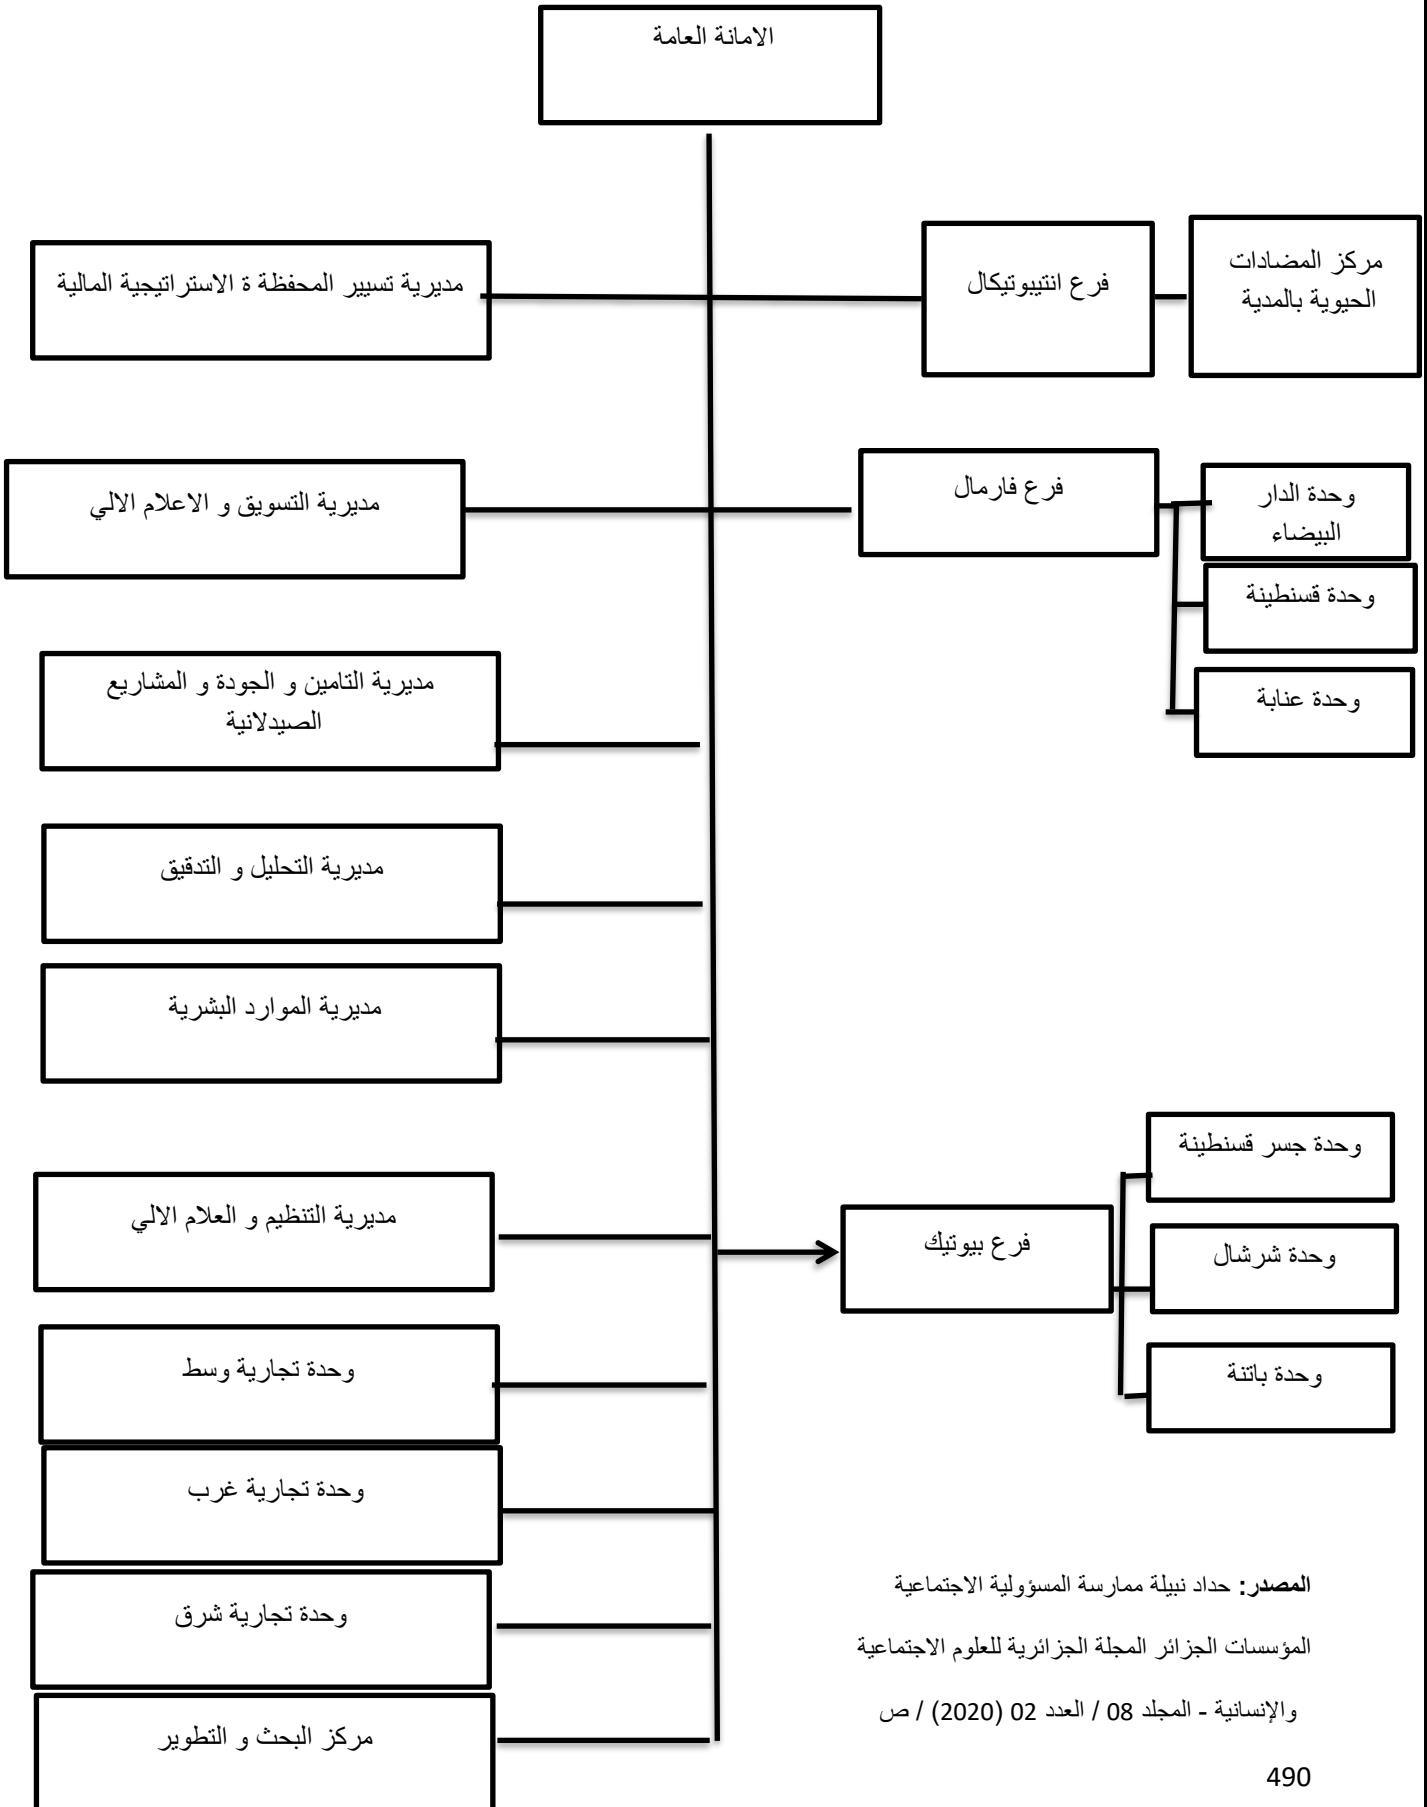 الامانة العامة
مركز المضادات
الحيوية بالمدية
فرع انتيبوتيكال
مديرية تسيير المحفظة ة الاستراتيجية المالية
وحدة الدار
البيضاء
وحدة قسنطينة
وحدة عنابة
فرع فارمال
مديرية التسويق و الاعلام الالي
مديرية التامين و الجودة و المشاريع
الصيدلانية
مديرية التحليل و التدقيق
مديرية الموارد البشرية
وحدة جسر قسنطينة
وحدة شرشال
وحدة باتنة
فرع بيوتيك
مديرية التنظيم و العلام الالي
وحدة تجارية وسط
وحدة تجارية غرب
وحدة تجارية شرق
مركز البحث و التطوير
المصدر: حداد نبيلة ممارسة المسؤولية الاجتماعية
المؤسسات الجزائر المجلة الجزائرية للعلوم الاجتماعية
والإنسانية - المجلد 08 / العدد 02 (2020) / ص
490